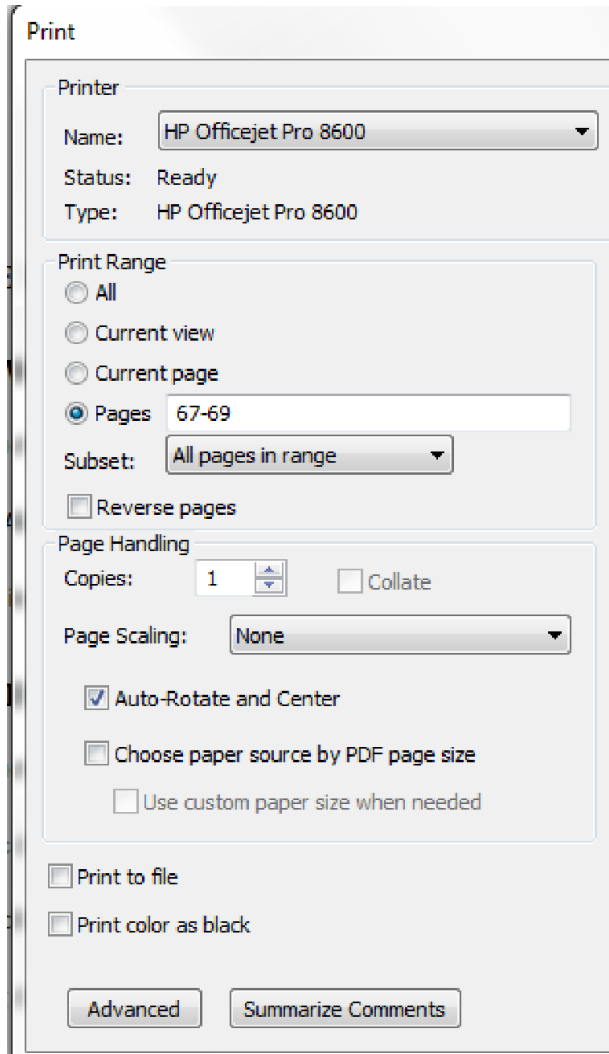 Print
Printer
Name: HP Officejet Pro 8600
Status: Ready
Type: HP Officejet Pro 8600
Print Range
All
Current view
Current page
Pages 67-69
Subset: All pages in range
Reverse pages
Page Handling
Copies: 1 Collate
Page Scaling: None
Auto-Rotate and Center
Choose paper source by PDF page size
Use custom paper size when needed
Print to file
Print color as black
Advanced Summarize Comments